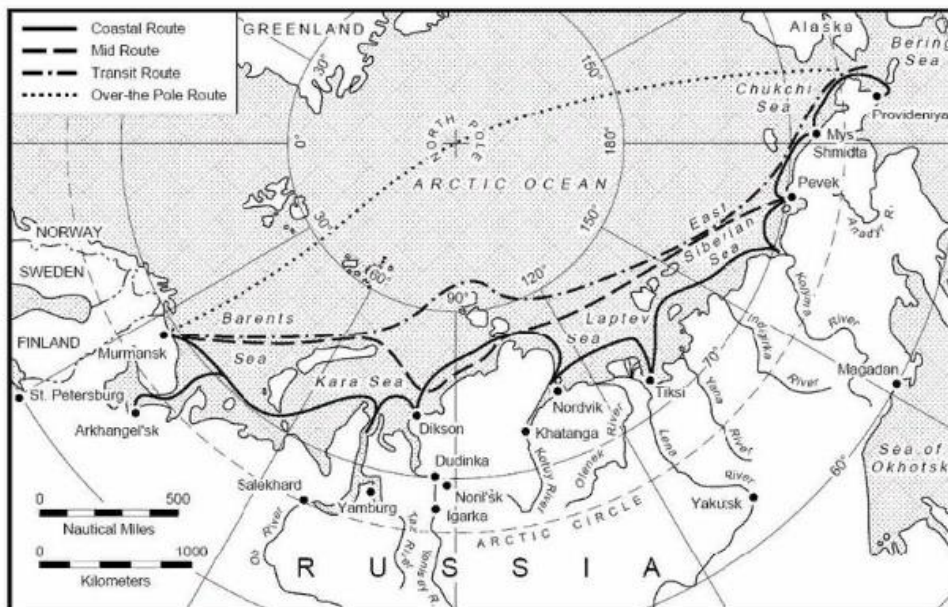 Coastal Route
Mid Route
Transit Route
Over-the Pole Route
GREENLAND
Alaska
Bering
Sea
30°
150°
Chukchi
Sea
Provideniya
0°
NORTH POLE
180°
Mys
Shmidta
ARCTIC OCEAN
Pevek
30°
150°
East
Siberian
Sea
Anadyr R.
NORWAY
SWEDEN
60°
120°
90°
Barents
Sea
Laptev
Sea
Kolyma
River
FINLAND
Murmansk
Indigirka
River
Kara Sea
70°
Magadan
St. Petersburg
Arkhangel'sk
Dikson
Nordvik
Tiksi
Yana
River
Khatanga
Kotuy River
Olenek River
Lena
River
60°
Sea of
Okhotsk
Dudinka
Salekhard
Yamburg
Noril'sk
Igarka
Yakutsk
ARCTIC CIRCLE
0 500
Nautical Miles
0 1000
Kilometers
Ob River
Taz River
Yenisey R.
RUSSIA